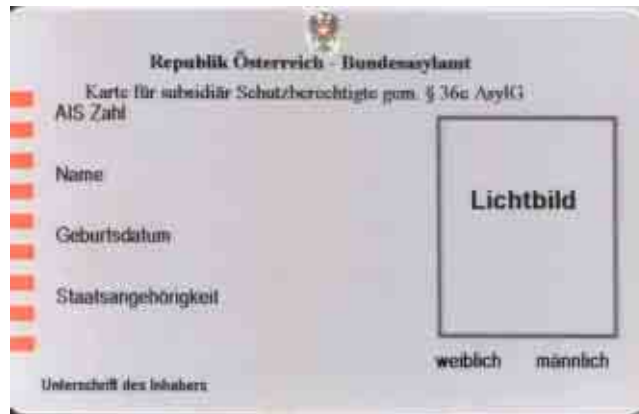 Republik Österreich - Bundesasylamt
Karte für subsidiär Schutzberechtigte gem. § 36c AsylG
AIS Zahl
Name
Lichtbild
Geburtsdatum
Staatsangehörigkeit
weiblich männlich
Unterschrift des Inhabers